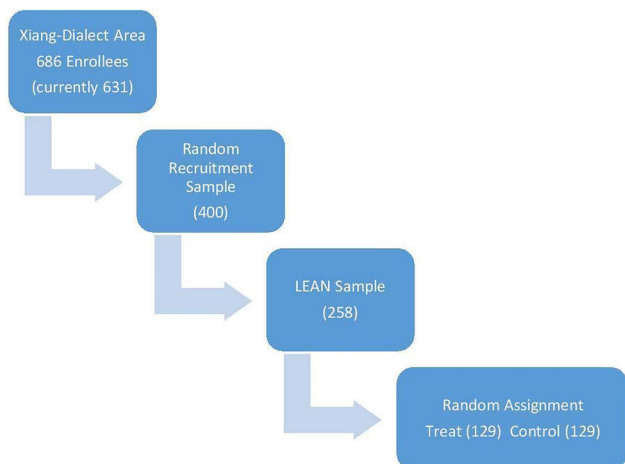 Xiang-Dialect Area
686 Enrollees
(currently 631)
Random
Recruitment
Sample
(400)
LEAN Sample
(258)
Random Assignment
Treat (129) Control (129)